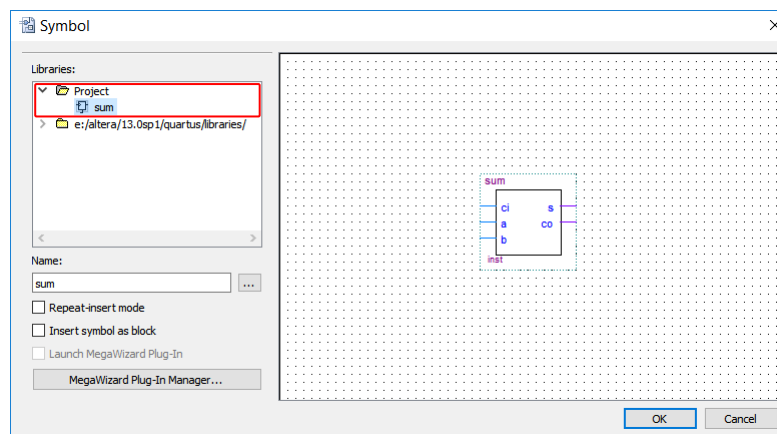 Symbol
Libraries:
Project
sum
e:/altera/13.0sp1/quartus/libraries/
Name:
sum
...
Repeat-insert mode
Insert symbol as block
Launch MegaWizard Plug-In
MegaWizard Plug-In Manager...
sum
ci s
a co
b
inst
OK Cancel